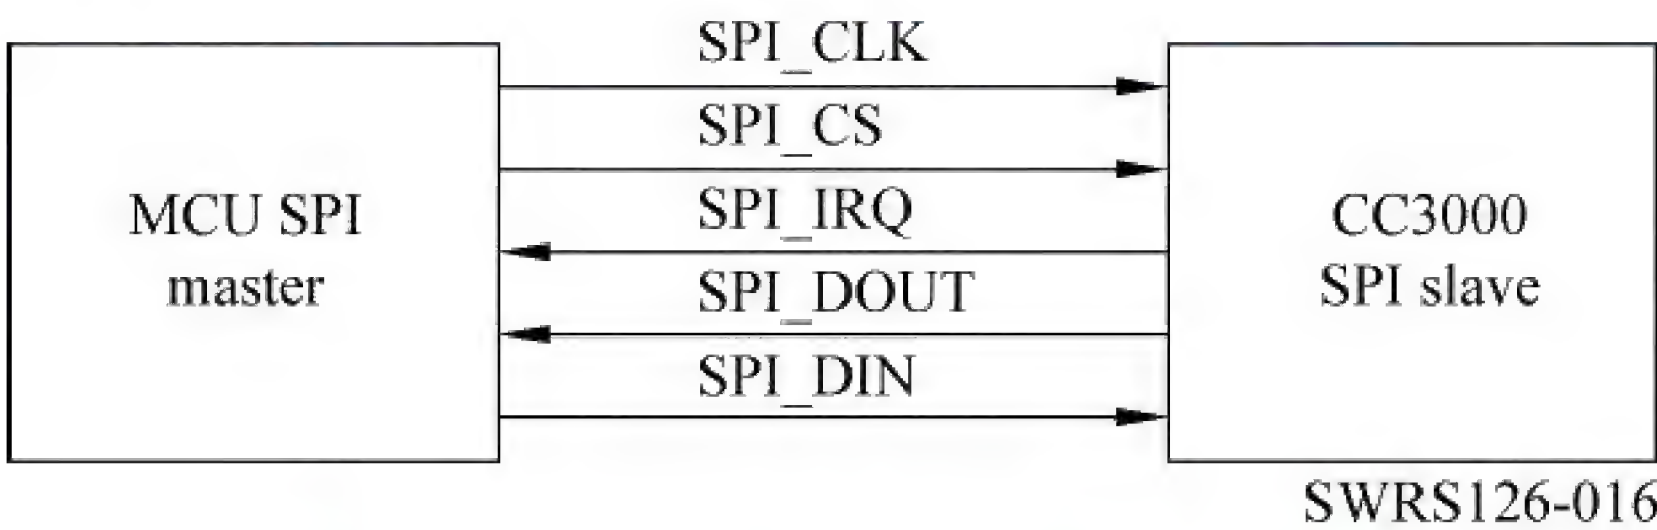 SPI_CLK
SPI_CS
SPI_IRQ
SPI_DOUT
SPI_DIN
MCU SPI
master
CC3000
SPI slave
SWRS126-016